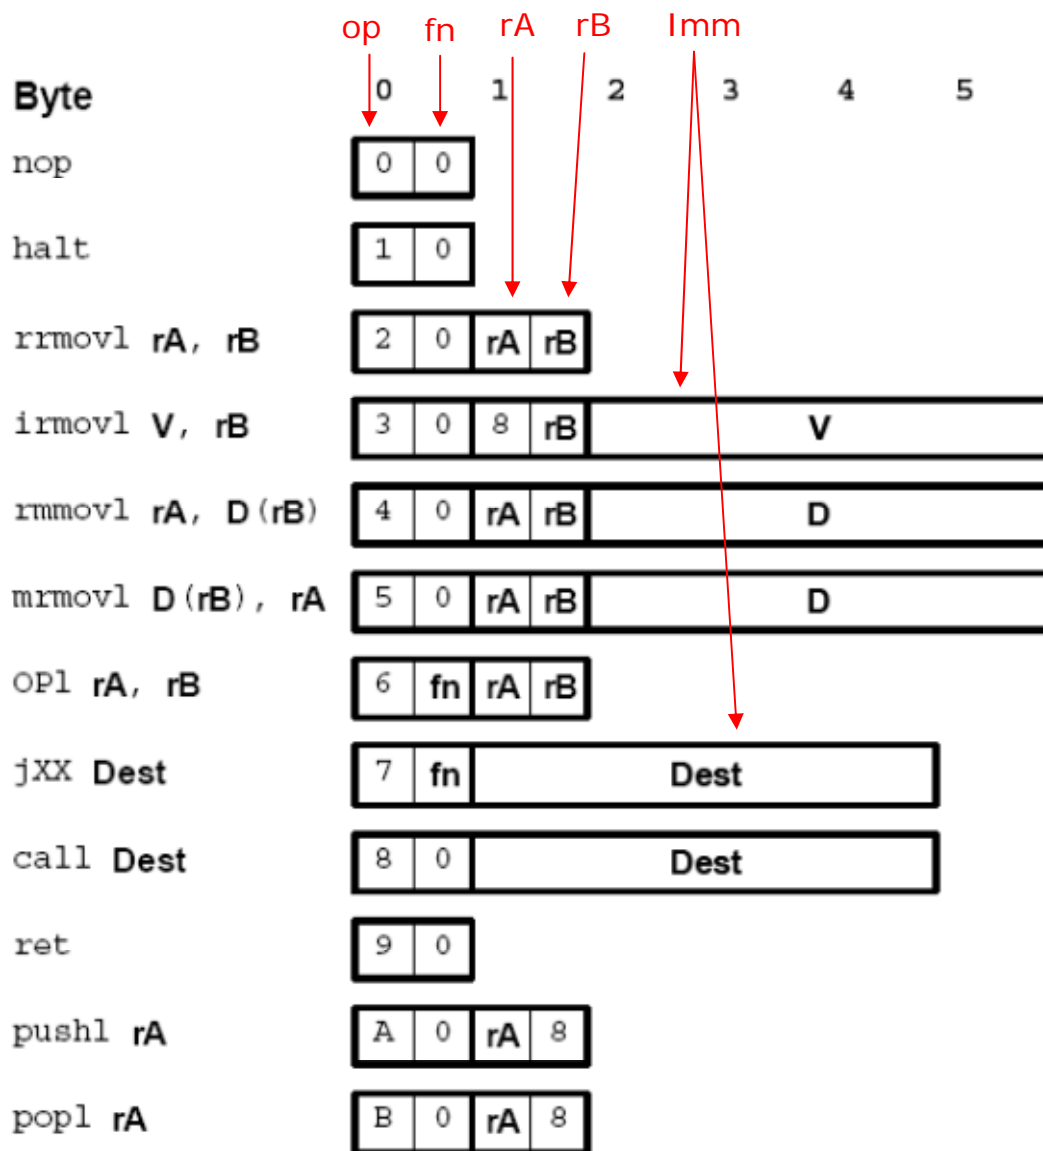 op fn rA rB Imm
Byte 0 1 2 3 4 5
nop 0 0
halt 1 0
rrmovl rA, rB 2 0 rA rB
irmovl V, rB 3 0 8 rB V
rmmovl rA, D(rB) 4 0 rA rB D
mrmovl D(rB), rA 5 0 rA rB D
OPl rA, rB 6 fn rA rB
jXX Dest 7 fn Dest
call Dest 8 0 Dest
ret 9 0
pushl rA A 0 rA 8
popl rA B 0 rA 8